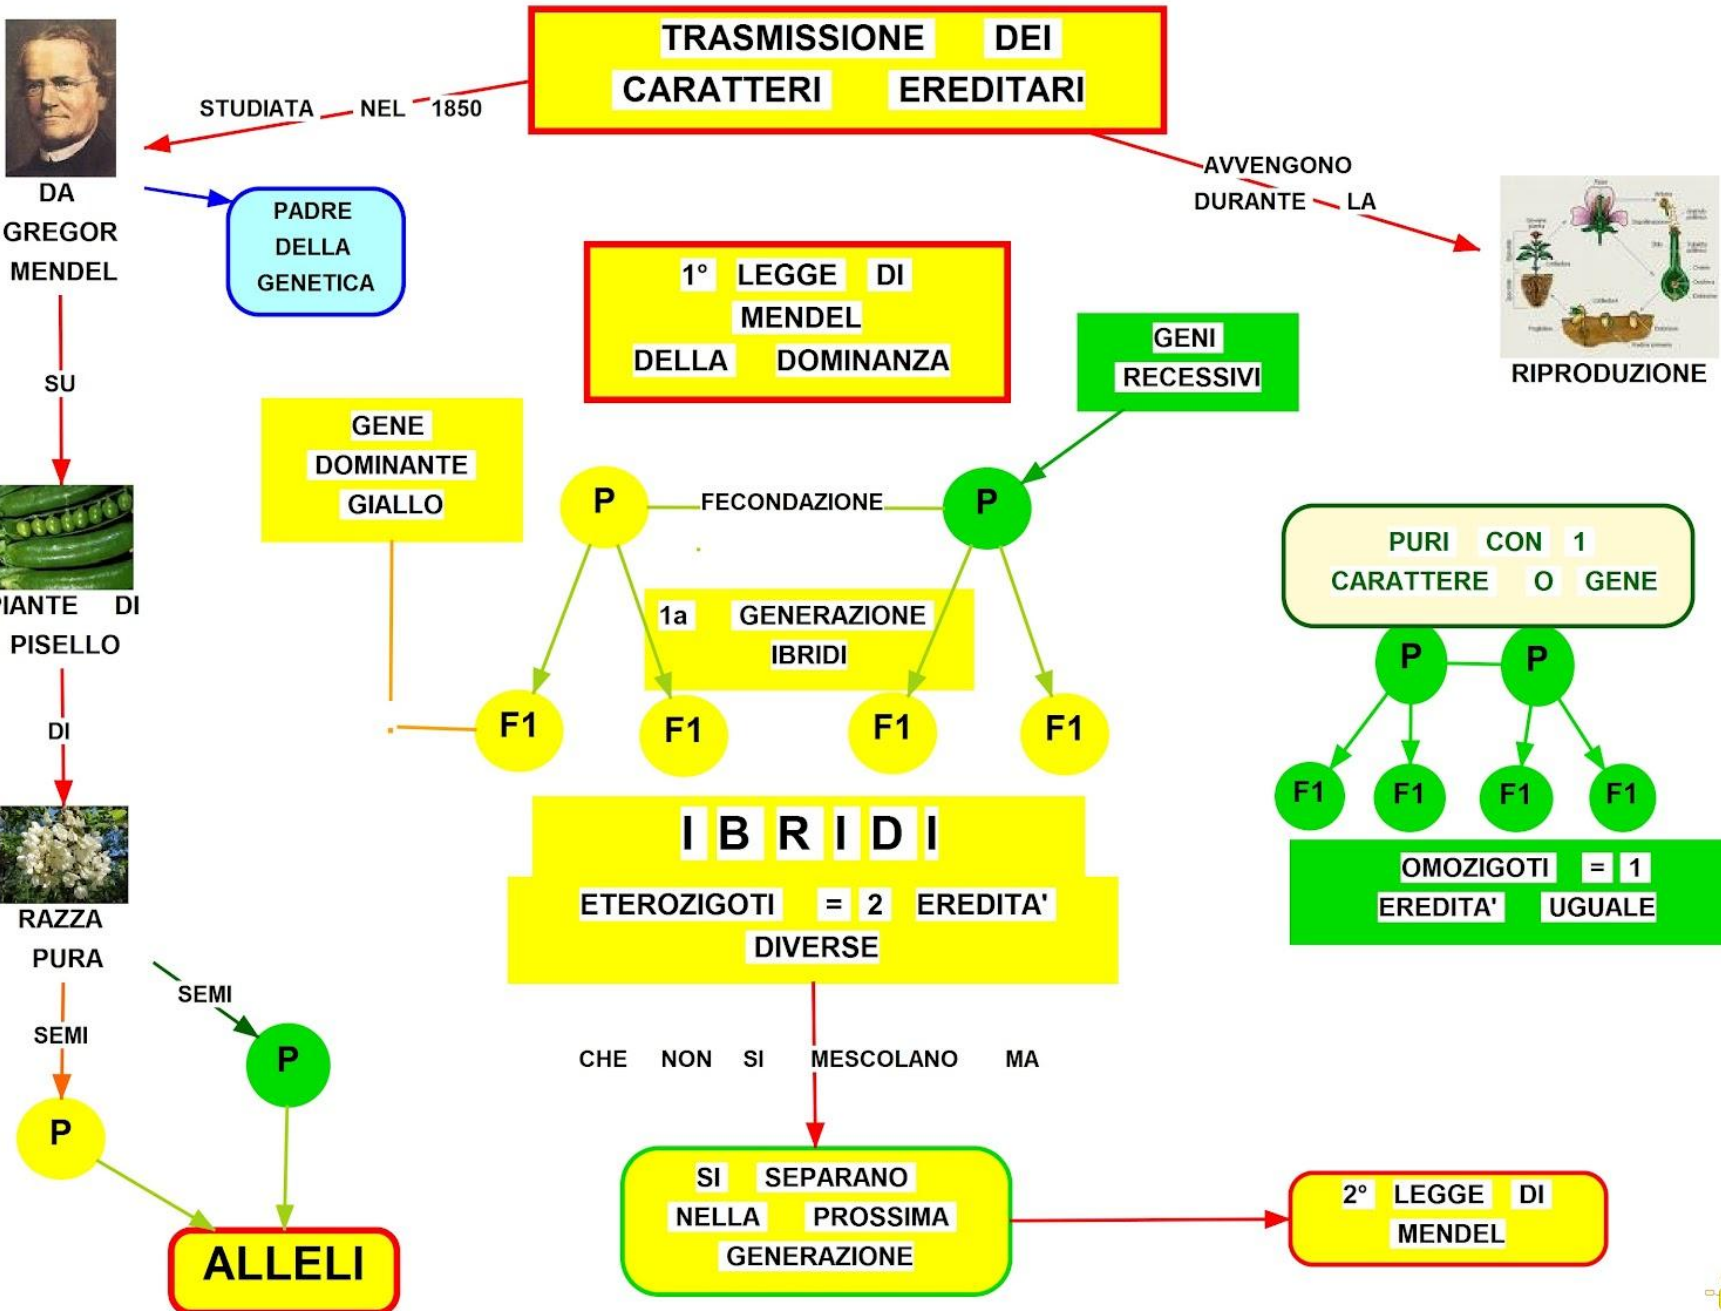 TRASMISSIONE DEI
CARATTERI EREDITARI
STUDIATA NEL 1850
AVVENGONO
DURANTE LA
RIPRODUZIONE
DA
GREGOR
MENDEL
PADRE
DELLA
GENETICA
SU
PIANTE DI
PISELLO
DI
RAZZA
PURA
SEMI
SEMI
P
P
ALLELI
1° LEGGE DI
MENDEL
DELLA DOMINANZA
GENI
RECESSIVI
GENE
DOMINANTE
GIALLO
P FECONDAZIONE P
1a GENERAZIONE
IBRIDI
F1 F1 F1 F1
I B R I D I
ETEROZIGOTI = 2 EREDITA'
DIVERSE
CHE NON SI MESCOLANO MA
SI SEPARANO
NELLA PROSSIMA
GENERAZIONE
2° LEGGE DI
MENDEL
PURI CON 1
CARATTERE O GENE
P P
F1 F1 F1 F1
OMOZIGOTI = 1
EREDITA' UGUALE